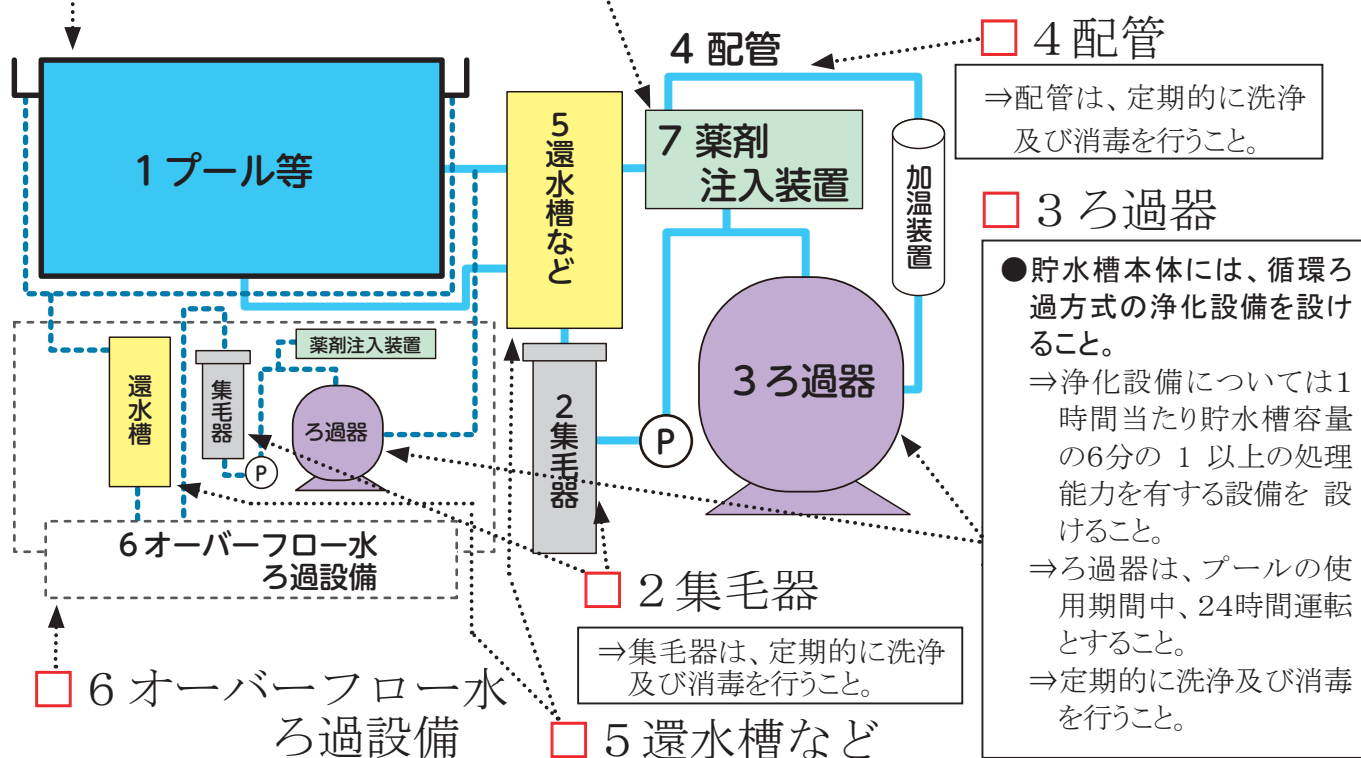 4 配管
□ 4 配管
⇒配管は、定期的に洗浄
及び消毒を行うこと。
1 プール等
5
還
水
槽
な
ど
7 薬剤
注入装置
加
温
装
置
□ 3 ろ過器
●貯水槽本体には、循環ろ
過方式の浄化設備を設け
ること。
⇒浄化設備については1
時間当たり貯水槽容量
の6分の 1 以上の処理
能力を有する設備を 設
けること。
⇒ろ過器は、プールの使
用期間中、24時間運転
とすること。
⇒定期的に洗浄及び消毒
を行うこと。
薬剤注入装置
還
水
槽
集
毛
器
ろ過器
P
2
集
毛
器
P
3 ろ過器
6 オーバーフロー水
ろ過設備
□ 2 集毛器
⇒集毛器は、定期的に洗浄
及び消毒を行うこと。
□ 6 オーバーフロー水
ろ過設備
□ 5 還水槽など